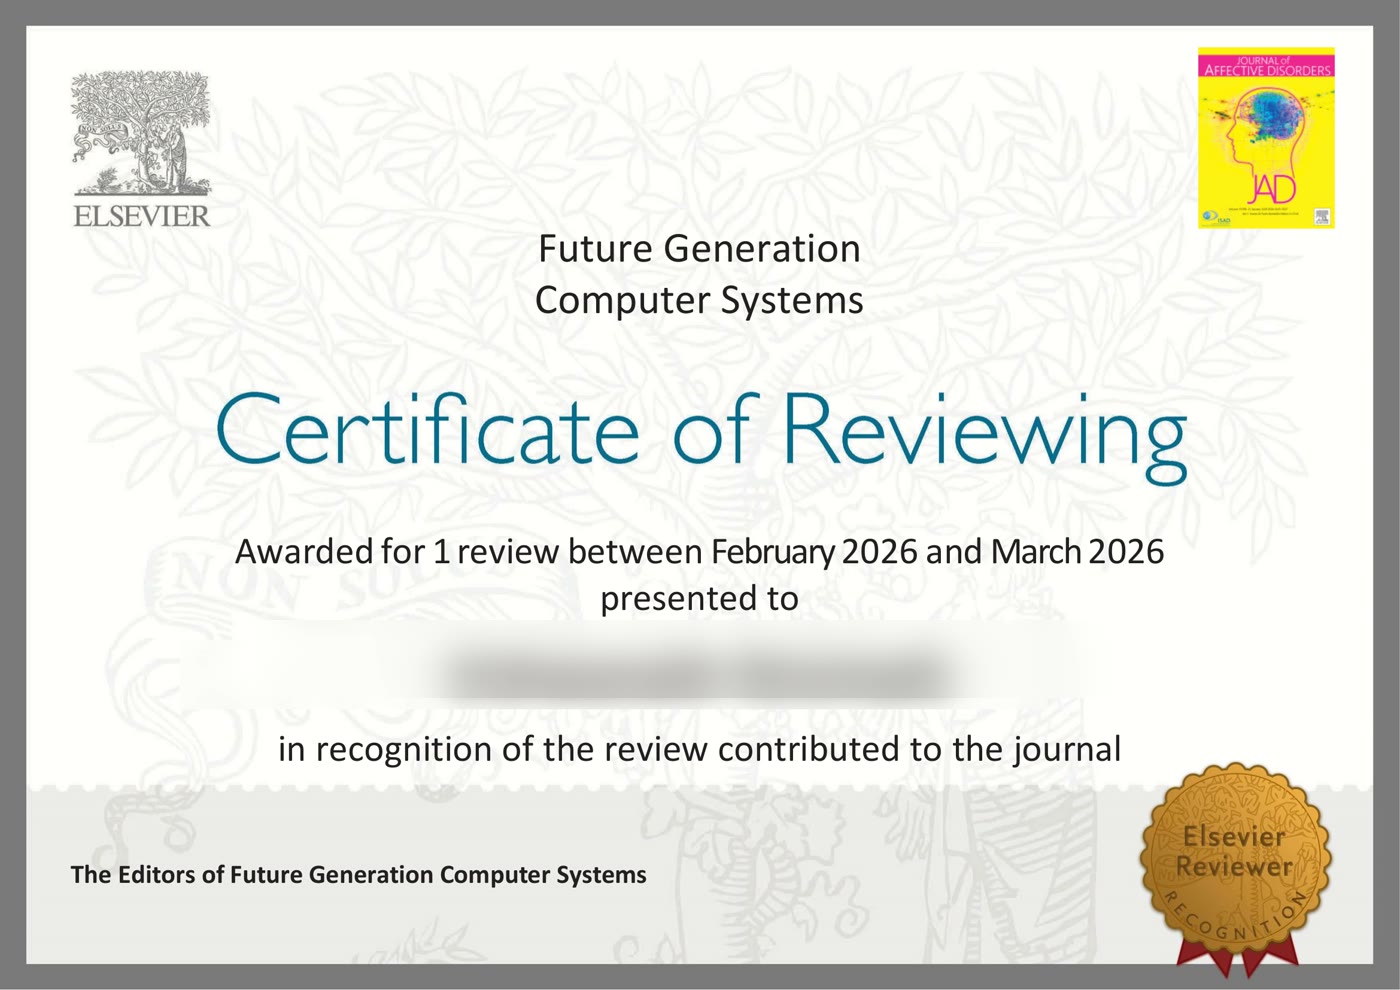 ELSEVIER
JOURNAL of
AFFECTIVE DISORDERS
JAD
Future Generation
Computer Systems
Certificate of Reviewing
Awarded for 1 review between February 2026 and March 2026
presented to
in recognition of the review contributed to the journal
The Editors of Future Generation Computer Systems
Elsevier
Reviewer
RECOGNITION
NON SOLUS